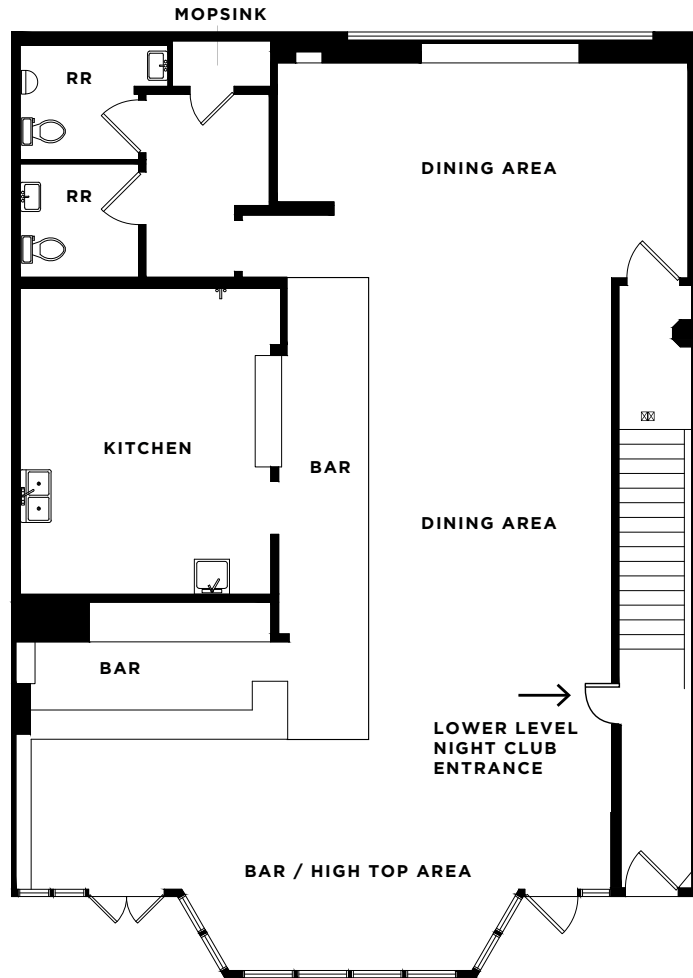 MOPSINK
RR
DINING AREA
RR
KITCHEN
BAR
DINING AREA
BAR
LOWER LEVEL
NIGHT CLUB
ENTRANCE
BAR / HIGH TOP AREA